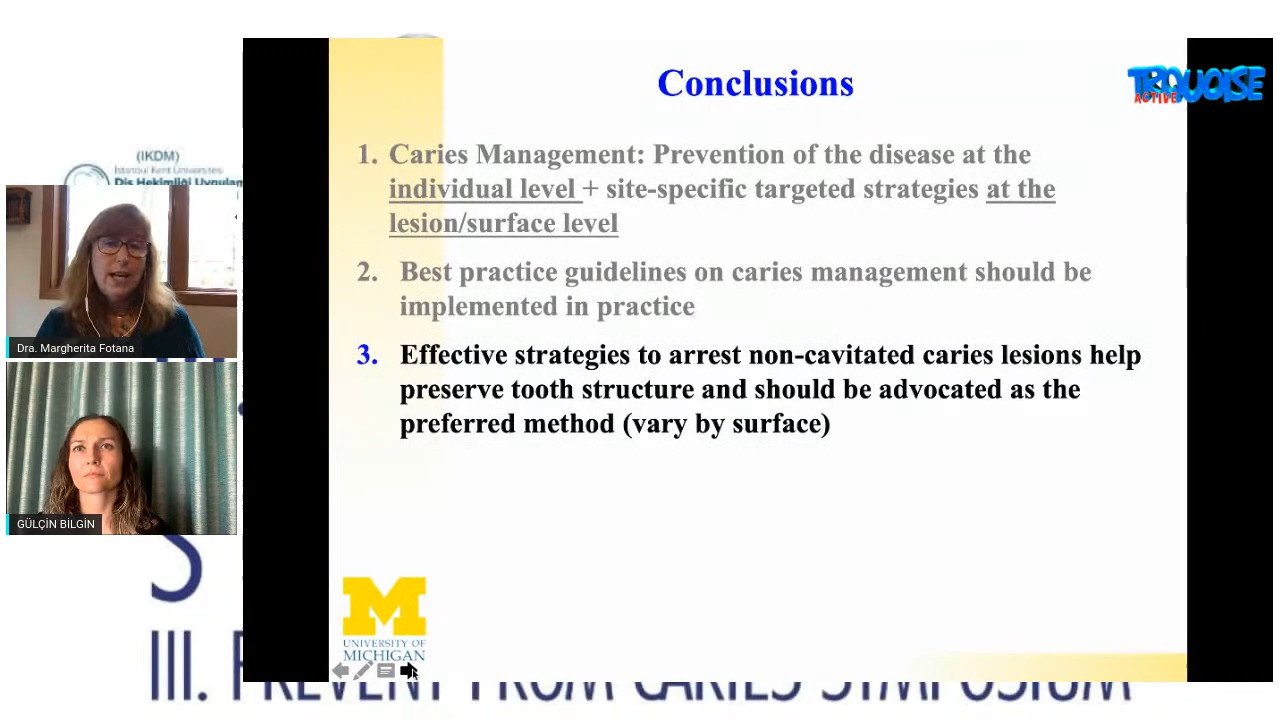 (IKDM)
İstanbul Kent Üniversitesi
Diş Hekimliği Uygulam
Dra. Margherita Fotana
GÜLÇİN BİLGİN
TRQUOISE
ACTIVE
Conclusions
1. Caries Management: Prevention of the disease at the
individual level + site-specific targeted strategies at the
lesion/surface level
2. Best practice guidelines on caries management should be
implemented in practice
3. Effective strategies to arrest non-cavitated caries lesions help
preserve tooth structure and should be advocated as the
preferred method (vary by surface)
M
UNIVERSITY OF
MICHIGAN
S
III. PREVENT FROM CARIES SYMPOSIUM